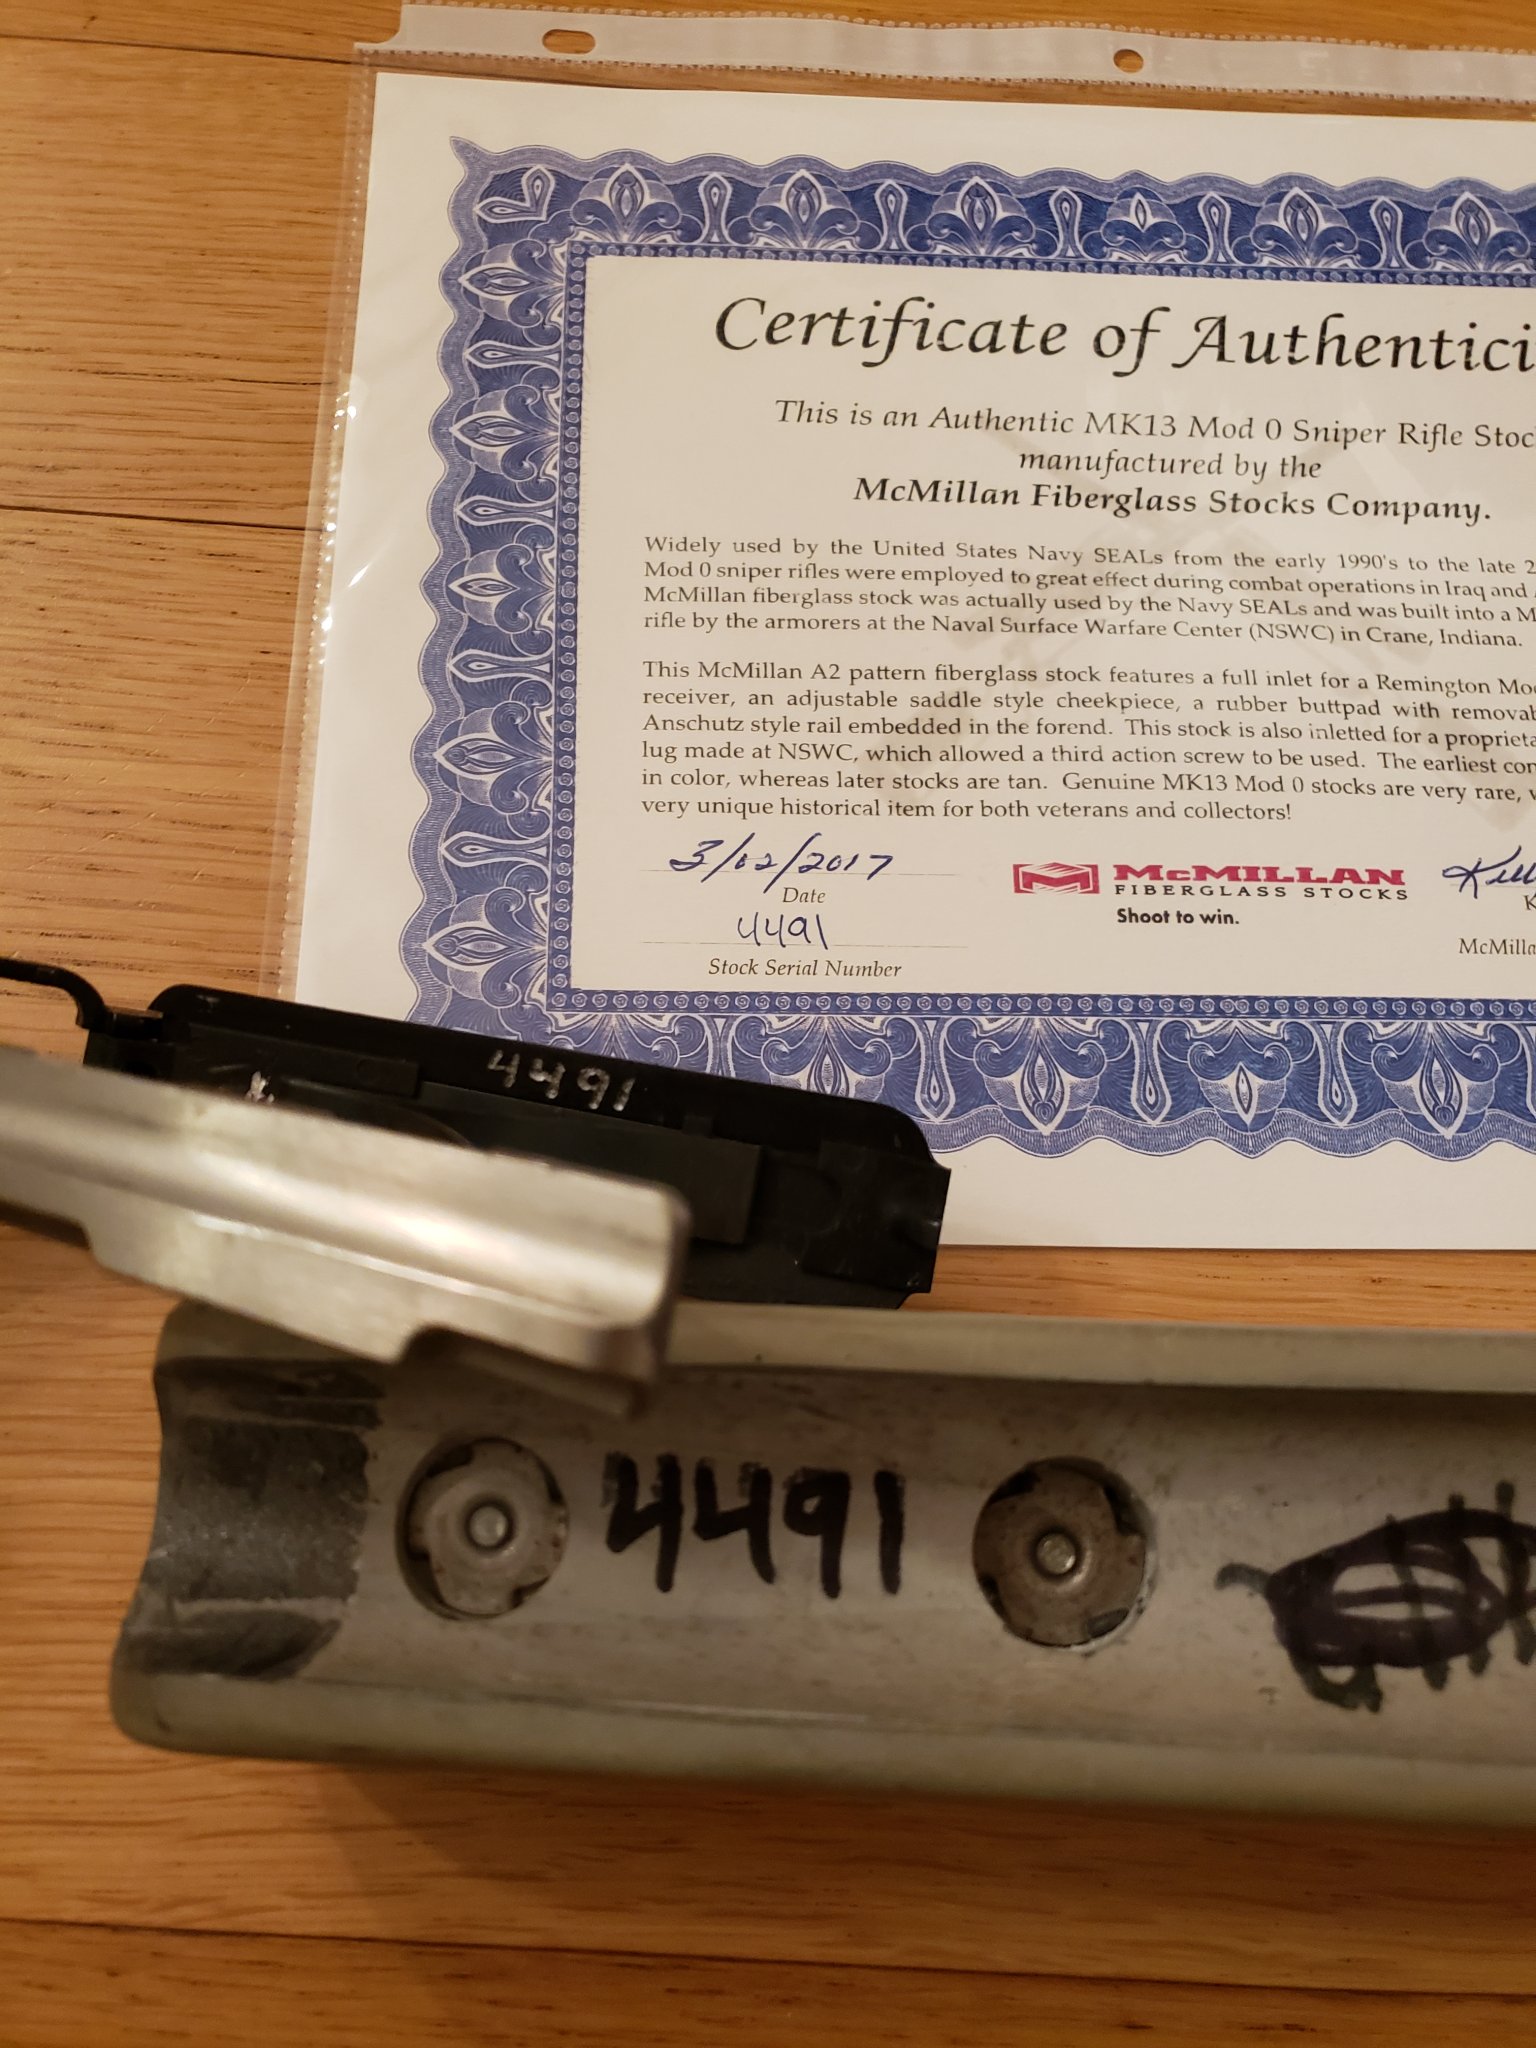 Certificate of
This is an Authentic MK13 Mod 0 Sniper Rifle
manufactured by the
McMillan Fiberglass Stocks Company.
Widely used by the United States Navy SEALs from the early 1990's to the late
Mod 0 sniper rifles were employed to great effect during combat operations in Iraq and
McMillan fiberglass stock was actually used by the Navy SEALs and was built into a
rifle by the armorers at the Naval Surface Warfare Center (NSWC) in Crane, Indiana.
This McMillan A2 pattern fiberglass stock features a full inlet for a Remington
receiver, an adjustable saddle style cheekpiece, a rubber buttpad with
Anschutz style rail embedded in the forend. This stock is also inletted for a
lug made at NSWC, which allowed a third action screw to be used. The earliest
in color, whereas later stocks are tan. Genuine MK13 Mod 0 stocks are very rare,
very unique historical item for both veterans and collectors!
3/02/2017
Date
4491
Stock Serial Number
McMILLAN
FIBERGLASS STOCKS
Shoot to win.
4491
4491